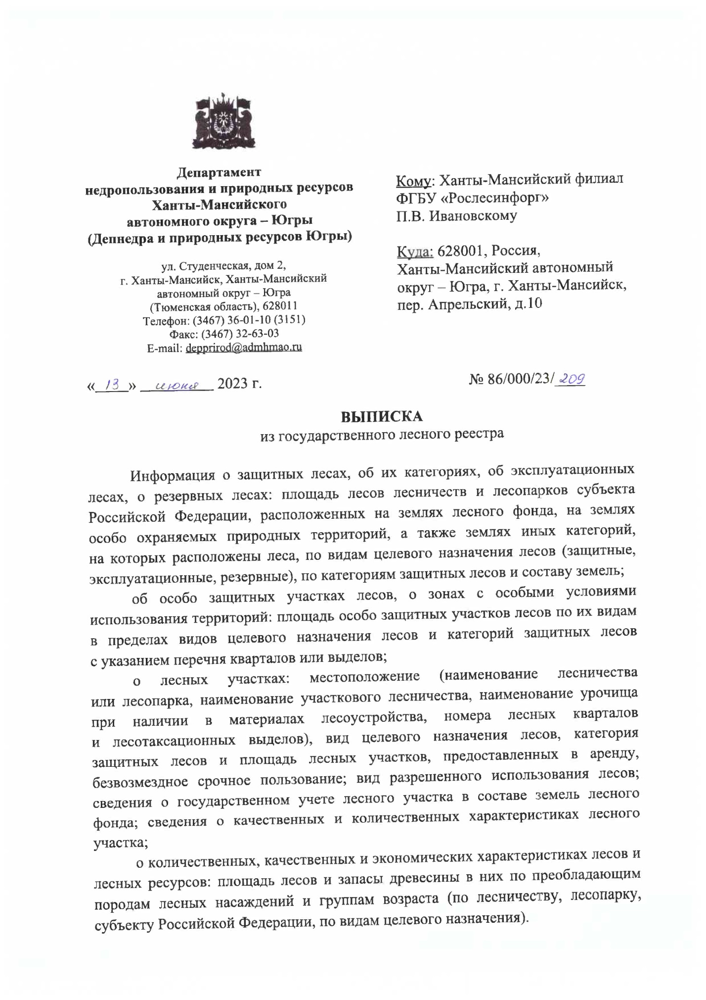 Департамент
недропользования и природных ресурсов
Ханты-Мансийского
автономного округа – Югры
(Депнедра и природных ресурсов Югры)
ул. Студенческая, дом 2,
г. Ханты-Мансийск, Ханты-Мансийский
автономный округ – Югра
(Тюменская область), 628011
Телефон: (3467) 36-01-10 (3151)
Факс: (3467) 32-63-03
E-mail: depprirod@admhmao.ru
Кому: Ханты-Мансийский филиал
ФГБУ «Рослесинфорг»
П.В. Ивановскому
Куда: 628001, Россия,
Ханты-Мансийский автономный
округ – Югра, г. Ханты-Мансийск,
пер. Апрельский, д.10
«13» июня 2023 г.
№ 86/000/23/209
ВЫПИСКА
из государственного лесного реестра
Информация о защитных лесах, об их категориях, об эксплуатационных
лесах, о резервных лесах: площадь лесов лесничеств и лесопарков субъекта
Российской Федерации, расположенных на землях лесного фонда, на землях
особо охраняемых природных территорий, а также землях иных категорий,
на которых расположены леса, по видам целевого назначения лесов (защитные,
эксплуатационные, резервные), по категориям защитных лесов и составу земель;
об особо защитных участках лесов, о зонах с особыми условиями
использования территорий: площадь особо защитных участков лесов по их видам
в пределах видов целевого назначения лесов и категорий защитных лесов
с указанием перечня кварталов или выделов;
о лесных участках: местоположение (наименование лесничества
или лесопарка, наименование участкового лесничества, наименование урочища
при наличии в материалах лесоустройства, номера лесных кварталов
и лесотаксационных выделов), вид целевого назначения лесов, категория
защитных лесов и площадь лесных участков, предоставленных в аренду,
безвозмездное срочное пользование; вид разрешенного использования лесов;
сведения о государственном учете лесного участка в составе земель лесного
фонда; сведения о качественных и количественных характеристиках лесного
участка;
о количественных, качественных и экономических характеристиках лесов и
лесных ресурсов: площадь лесов и запасы древесины в них по преобладающим
породам лесных насаждений и группам возраста (по лесничеству, лесопарку,
субъекту Российской Федерации, по видам целевого назначения).